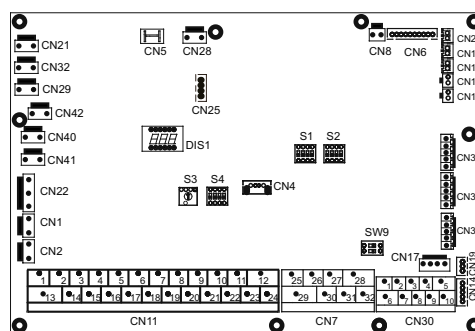 CN21
CN5
CN28
CN8
CN6
CN32
CN29
CN25
CN42
CN40
DIS1
S1
S2
CN41
CN22
S3
S4
CN4
CN1
SW9
CN2
CN17
CN19
CN14
1 2 3 4 5 6 7 8 9 10 11 12
13 14 15 16 17 18 19 20 21 22 23 24
25 26 27 28
29 30 31 32
1 2 3 4 5
6 7 8 9 10
CN11
CN7
CN30